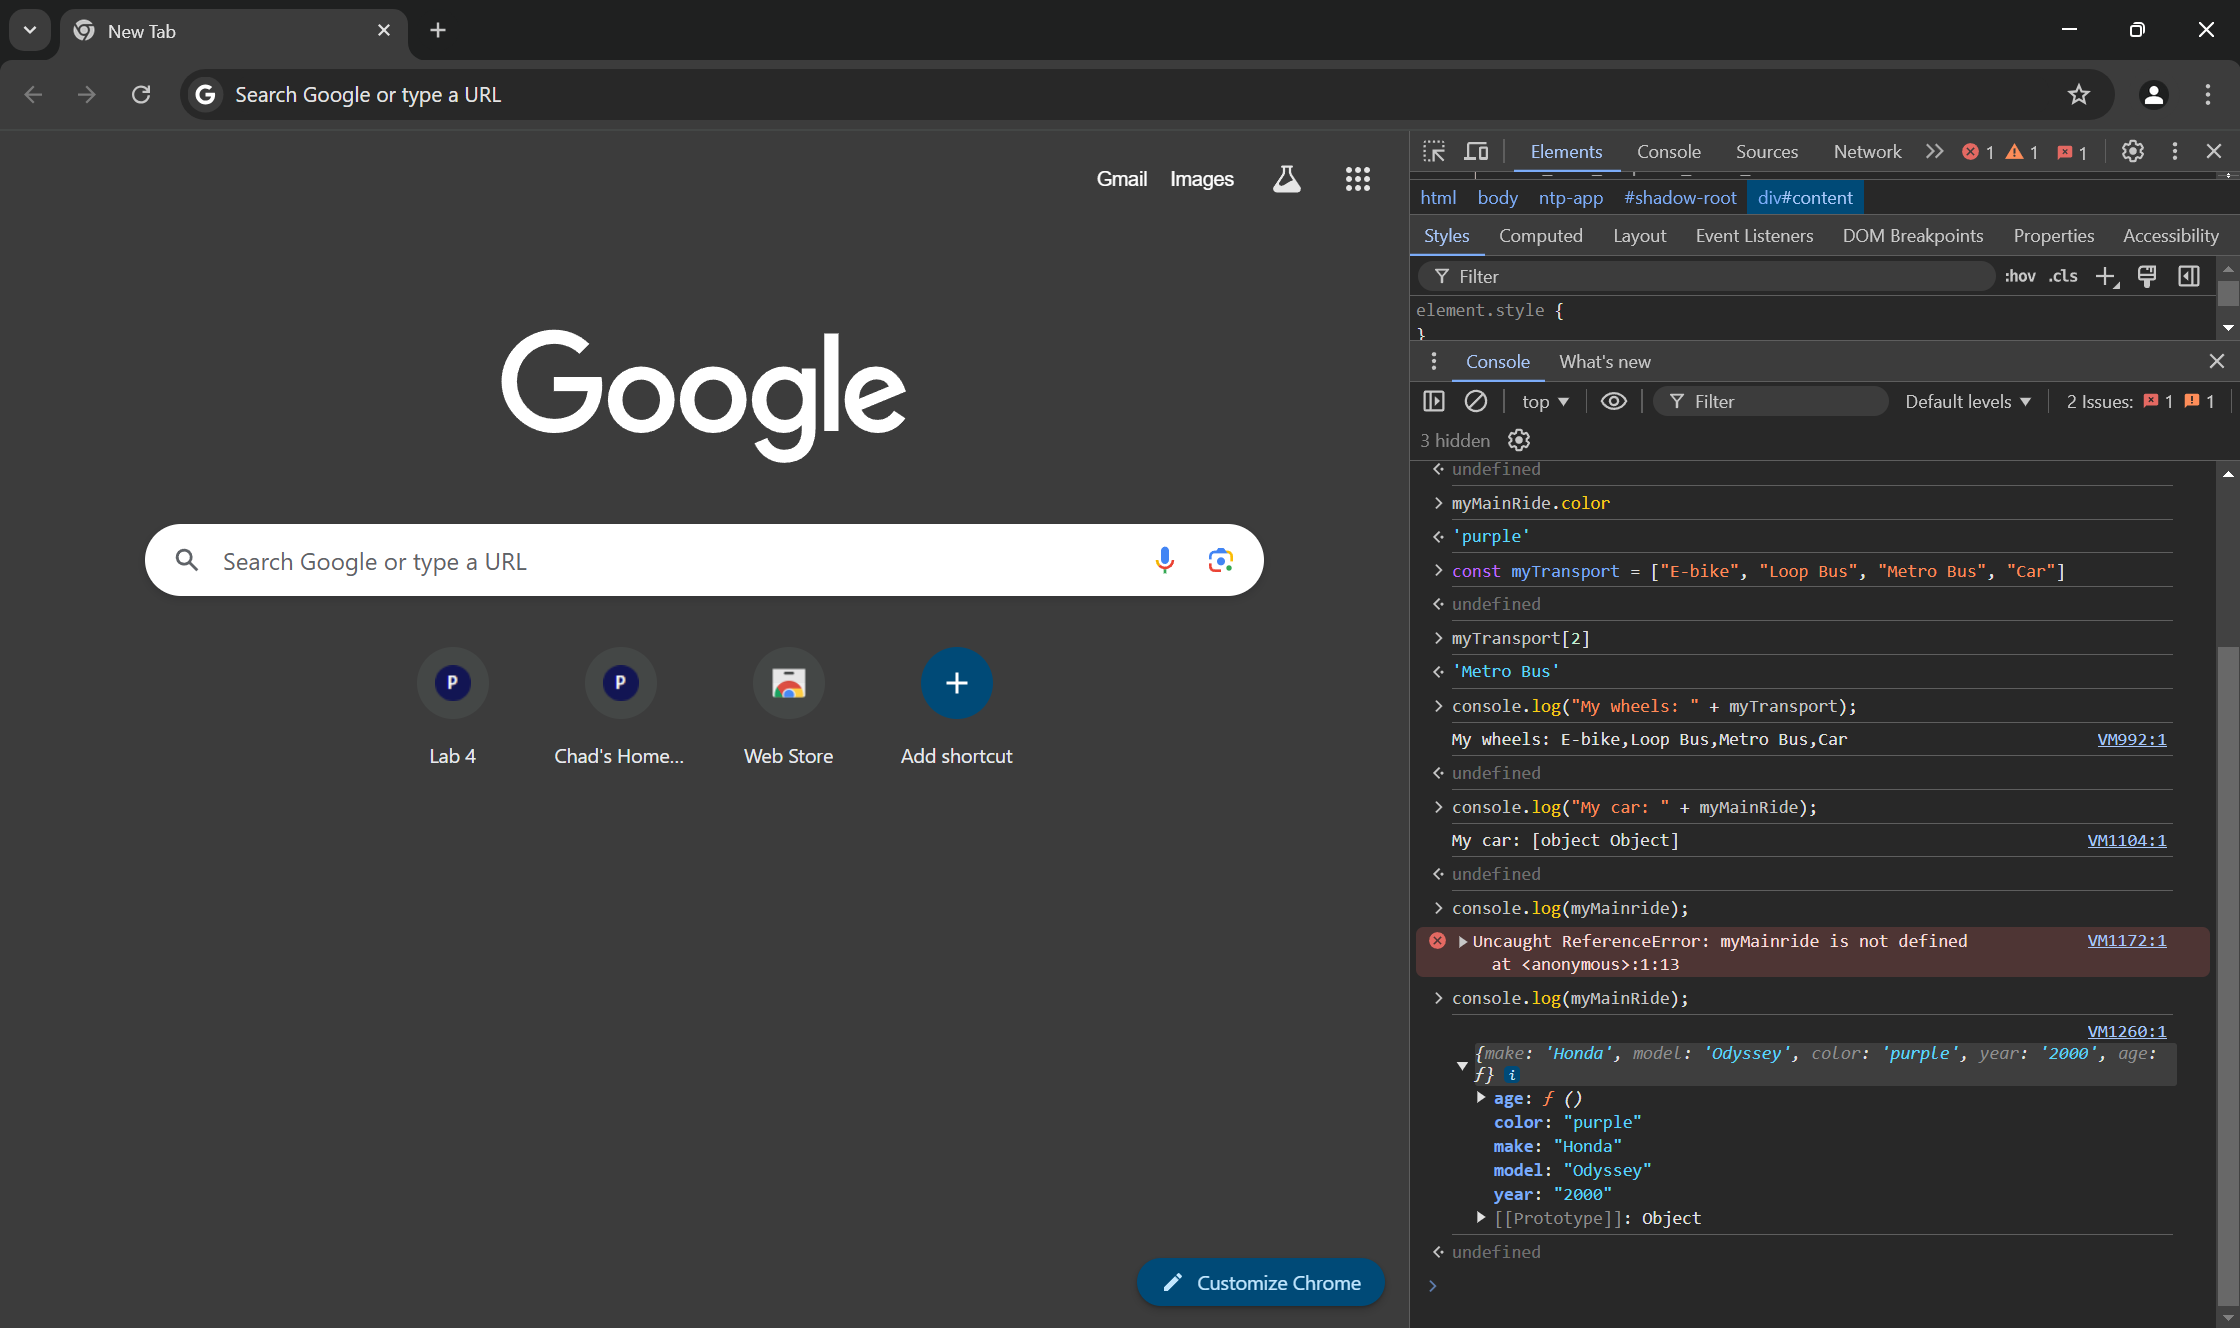 New Tab
Search Google or type a URL
Gmail Images
Google
Search Google or type a URL
P P
Lab 4 Chad's Home... Web Store Add shortcut
Customize Chrome
Elements Console Sources Network 1 1 1
html body ntp-app #shadow-root div#content
Styles Computed Layout Event Listeners DOM Breakpoints Properties Accessibility
Filter :hov .cls
element.style {
}
Console What's new
top Filter Default levels 2 Issues: 1 1
3 hidden
undefined
myMainRide.color
'purple'
const myTransport = ["E-bike", "Loop Bus", "Metro Bus", "Car"]
undefined
myTransport[2]
'Metro Bus'
console.log("My wheels: " + myTransport);
My wheels: E-bike,Loop Bus,Metro Bus,Car VM992:1
undefined
console.log("My car: " + myMainRide);
My car: [object Object] VM1104:1
undefined
console.log(myMainride);
Uncaught ReferenceError: myMainride is not defined VM1172:1
at <anonymous>:1:13
console.log(myMainRide);
VM1260:1
{make: 'Honda', model: 'Odyssey', color: 'purple', year: '2000', age:
ƒ} i
age: ƒ ()
color: "purple"
make: "Honda"
model: "Odyssey"
year: "2000"
[[Prototype]]: Object
undefined